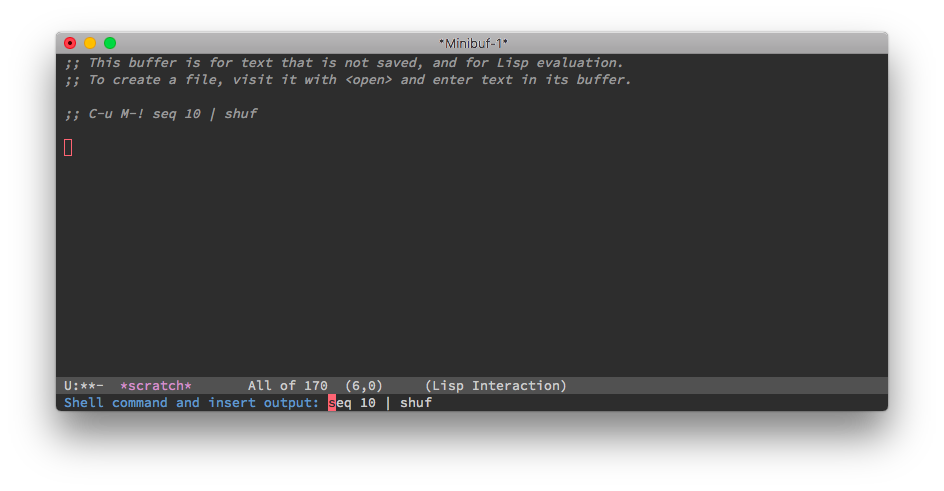 *Minibuf-1*
;; This buffer is for text that is not saved, and for Lisp evaluation.
;; To create a file, visit it with <open> and enter text in its buffer.
;; C-u M-! seq 10 | shuf
U:**-  *scratch*       All of 170  (6,0)     (Lisp Interaction)
Shell command and insert output: seq 10 | shuf